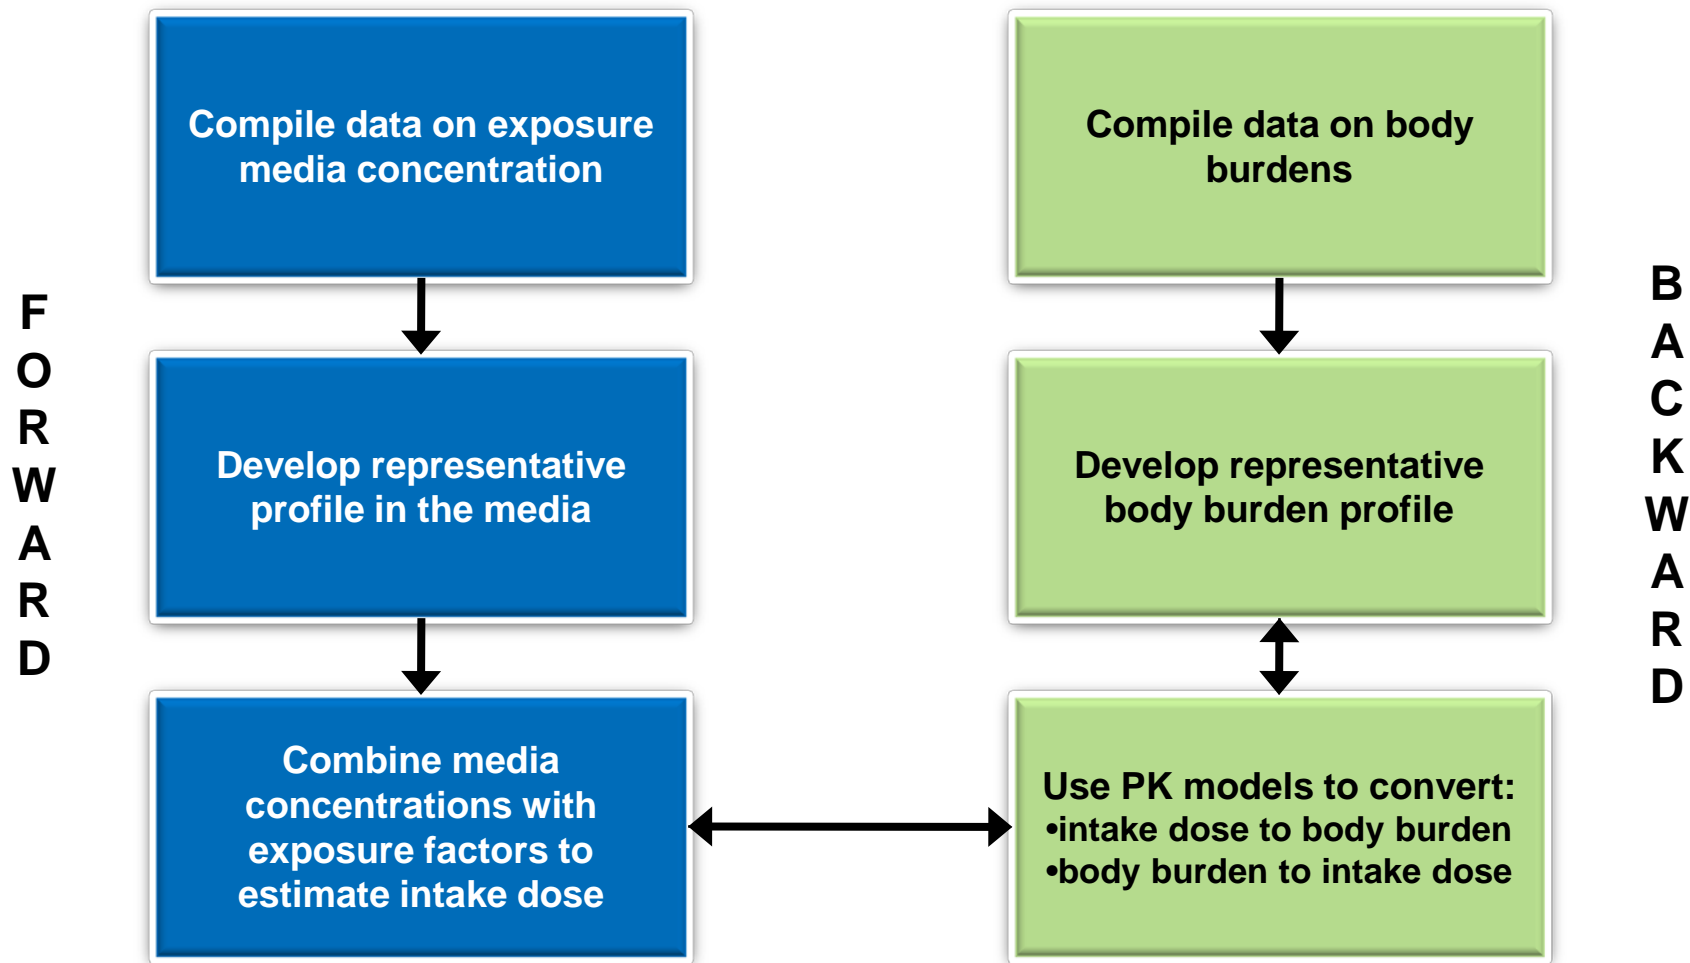 FORWARD
Compile data on exposure
media concentration
Develop representative
profile in the media
Combine media
concentrations with
exposure factors to
estimate intake dose
Compile data on body
burdens
Develop representative
body burden profile
Use PK models to convert:
•intake dose to body burden
•body burden to intake dose
BACKWARD